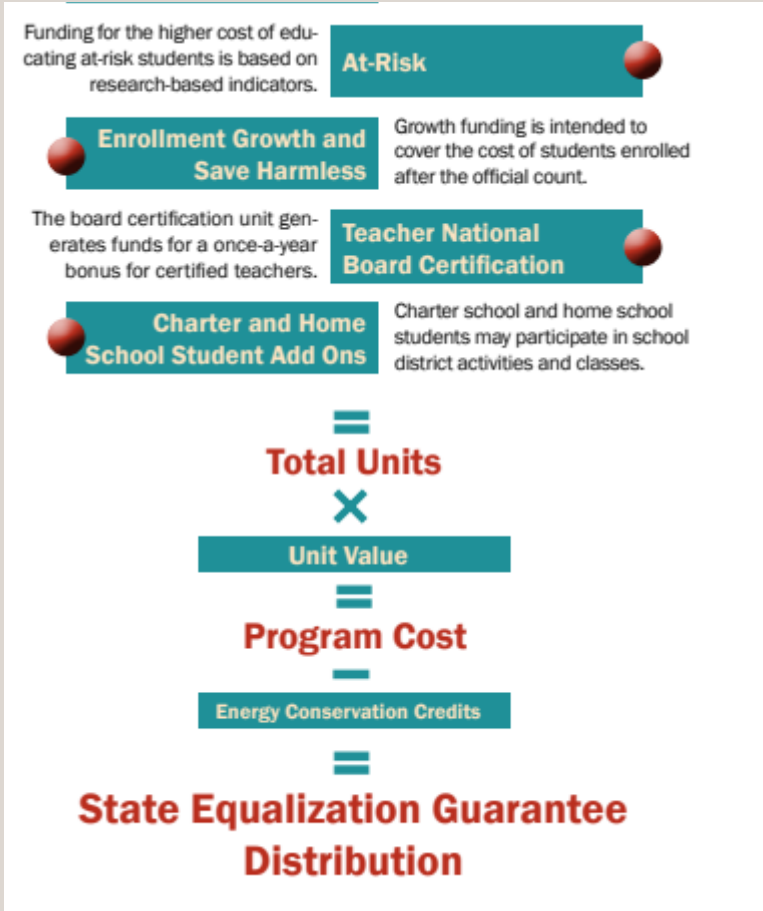 Funding for the higher cost of edu-
cating at-risk students is based on
research-based indicators.
At-Risk
Enrollment Growth and
Save Harmless
Growth funding is intended to
cover the cost of students enrolled
after the official count.
The board certification unit gen-
erates funds for a once-a-year
bonus for certified teachers.
Teacher National
Board Certification
Charter and Home
School Student Add Ons
Charter school and home school
students may participate in school
district activities and classes.
=
Total Units
×
Unit Value
=
Program Cost
–
Energy Conservation Credits
=
State Equalization Guarantee
Distribution